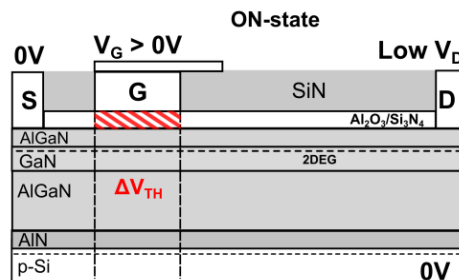 ON-state
0V
V_G > 0V
Low V_D
S
G
SiN
D
Al₂O₃/Si₃N₄
AlGaN
GaN
2DEG
AlGaN
ΔV_TH
AlN
p-Si
0V